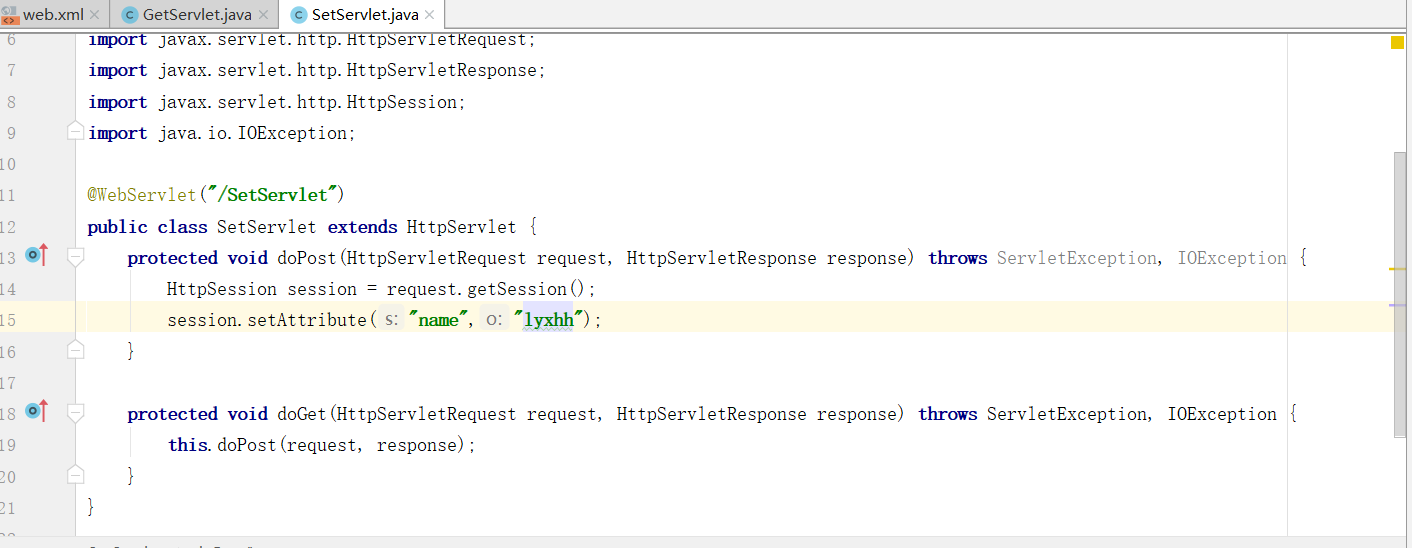 web.xml GetServlet.java SetServlet.java
6 import javax.servlet.http.HttpServletRequest;
7 import javax.servlet.http.HttpServletResponse;
8 import javax.servlet.http.HttpSession;
9 import java.io.IOException;
10
11 @WebServlet("/SetServlet")
12 public class SetServlet extends HttpServlet {
13 protected void doPost(HttpServletRequest request, HttpServletResponse response) throws ServletException, IOException {
14 HttpSession session = request.getSession();
15 session.setAttribute( s: "name", o: "lyxhh");
16 }
17
18 protected void doGet(HttpServletRequest request, HttpServletResponse response) throws ServletException, IOException {
19 this.doPost(request, response);
20 }
21 }